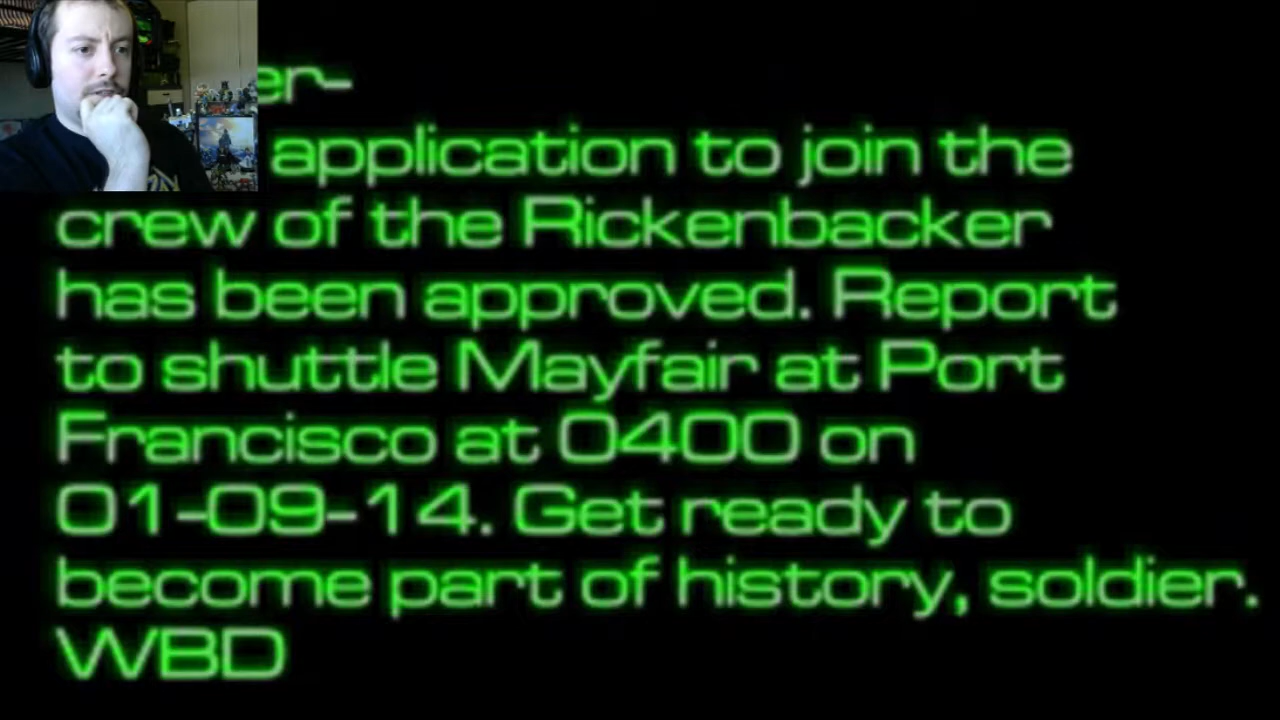 er-
application to join the
crew of the Rickenbacker
has been approved. Report
to shuttle Mayfair at Port
Francisco at 0400 on
01-09-14. Get ready to
become part of history, soldier.
WBD